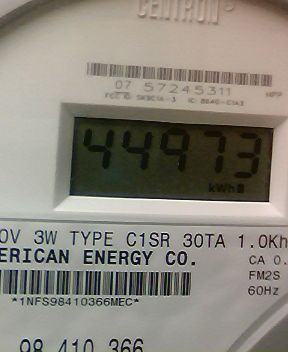 CENTRON®
07 57245311
44973
kWh
0V 3W TYPE C1SR 30TA 1.0Kh
ERICAN ENERGY CO.
CA 0.
FM2S
*1NFS98410366MEC*
60Hz
98 410 366